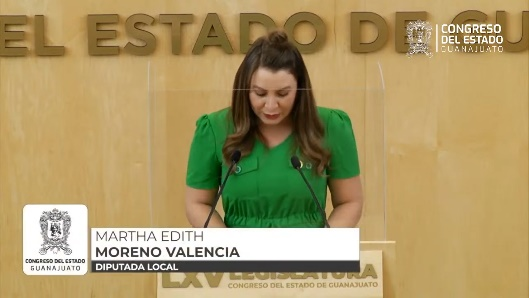 EL ESTADO DE GU
CONGRESO
DEL ESTADO
GUANAJUATO
MARTHA EDITH
MORENO VALENCIA
DIPUTADA LOCAL
CONGRESO DEL ESTADO
GUANAJUATO
LXV LEGISLATURA
CONGRESO DEL ESTADO DE GUANAJUATO